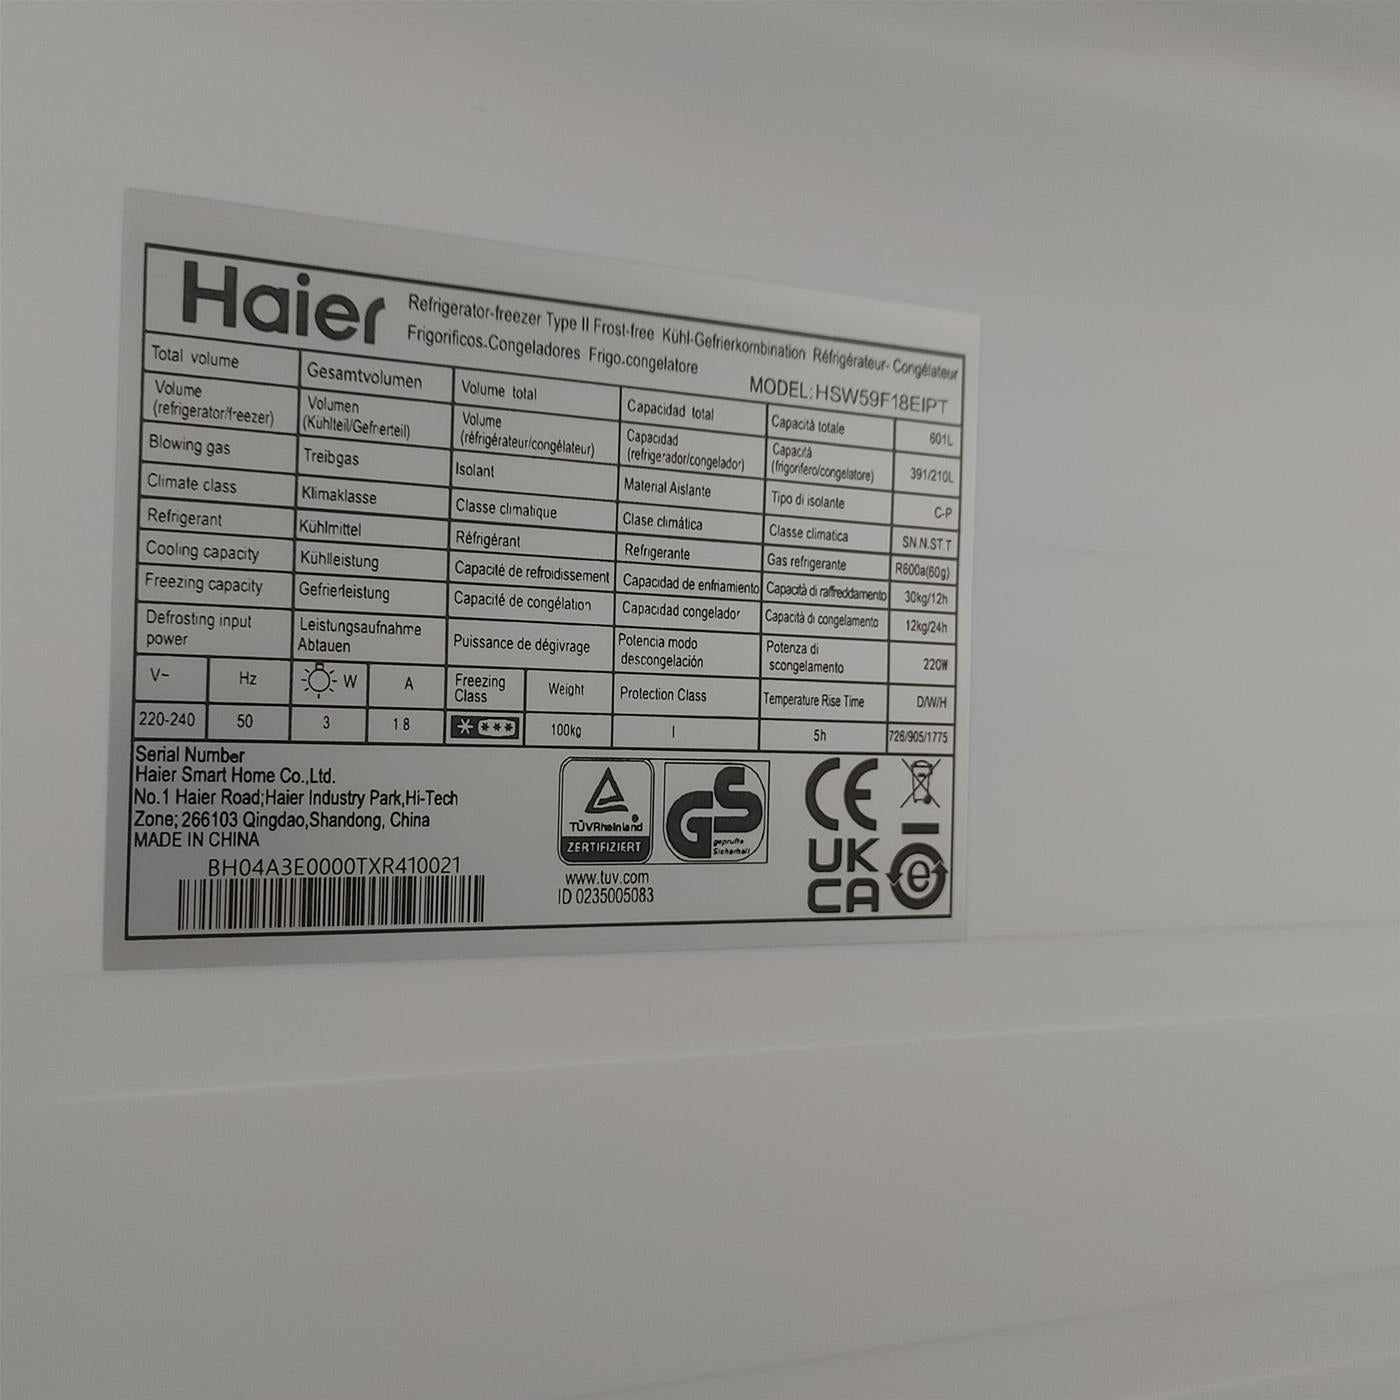 Haier
Refrigerator-freezer Type II Frost-free Kühl-Gefrierkombination Réfrigérateur- Congélateur
Frigorificos-Congeladores Frigo-congelatore
MODEL: HSW59F18EIPT
Total volume Gesamtvolumen Volume total Capacidad total Capacità totale 601L
Volume (refrigerator/freezer) Volumen (Kühlteil/Gefrierteil) Volume (réfrigérateur/congélateur) Capacidad (refrigerador/congelador) Capacità (frigorifero/congelatore) 391/210L
Blowing gas Treibgas Isolant Material Aislante Tipo di isolante C-P
Climate class Klimaklasse Classe climatique Clase climática Classe climatica SN.N.ST.T
Refrigerant Kühlmittel Réfrigérant Refrigerante Gas refrigerante R600a(60g)
Cooling capacity Kühlleistung Capacité de refroidissement Capacidad de enfriamiento Capacità di raffreddamento 30kg/12h
Freezing capacity Gefrierleistung Capacité de congélation Capacidad congelador Capacità di congelamento 12kg/24h
Defrosting input power Leistungsaufnahme Abtauen Puissance de dégivrage Potencia modo descongelación Potenza di scongelamento 220W
V~ Hz W A Freezing Class Weight Protection Class Temperature Rise Time D/W/H
220-240 50 3 1.8 100kg I 5h 726/905/1775
Serial Number
Haier Smart Home Co.,Ltd.
No.1 Haier Road;Haier Industry Park,Hi-Tech
Zone; 266103 Qingdao,Shandong, China
MADE IN CHINA
BH04A3E0000TXR410021
TÜVRheinland®
ZERTIFIZIERT
www.tuv.com
ID 0235005083
GS
geprüfte
Sicherheit
CE
UK
CA
e